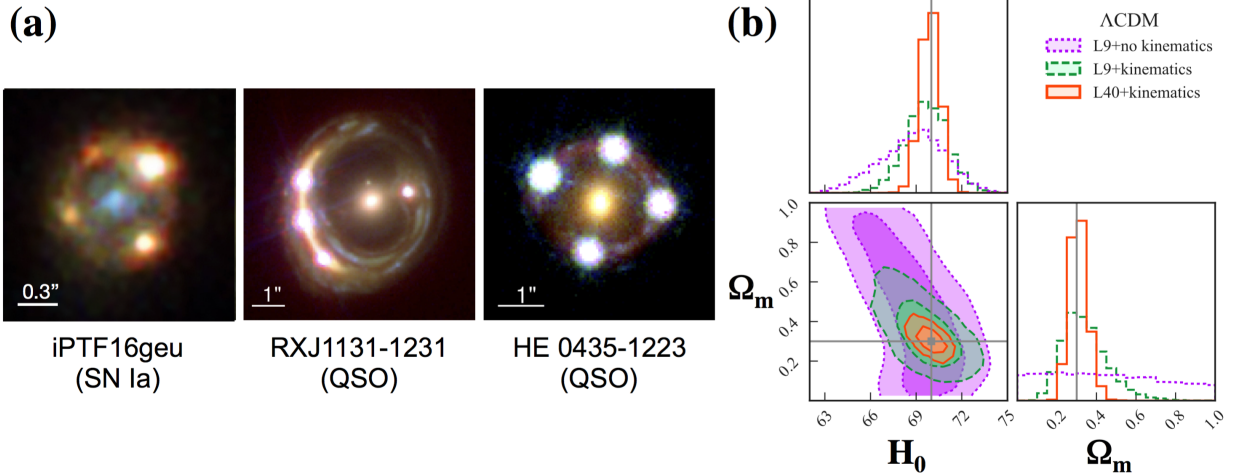 (a)
0.3”
1"
1"
iPTF16geu
(SN Ia)
RXJ1131-1231
(QSO)
HE 0435-1223
(QSO)
(b)
ΛCDM
L9+no kinematics
L9+kinematics
L40+kinematics
1.0
0.8
0.6
0.4
0.2
Ωm
63
66
69
72
75
H0
0.2
0.4
0.6
0.8
1.0
Ωm